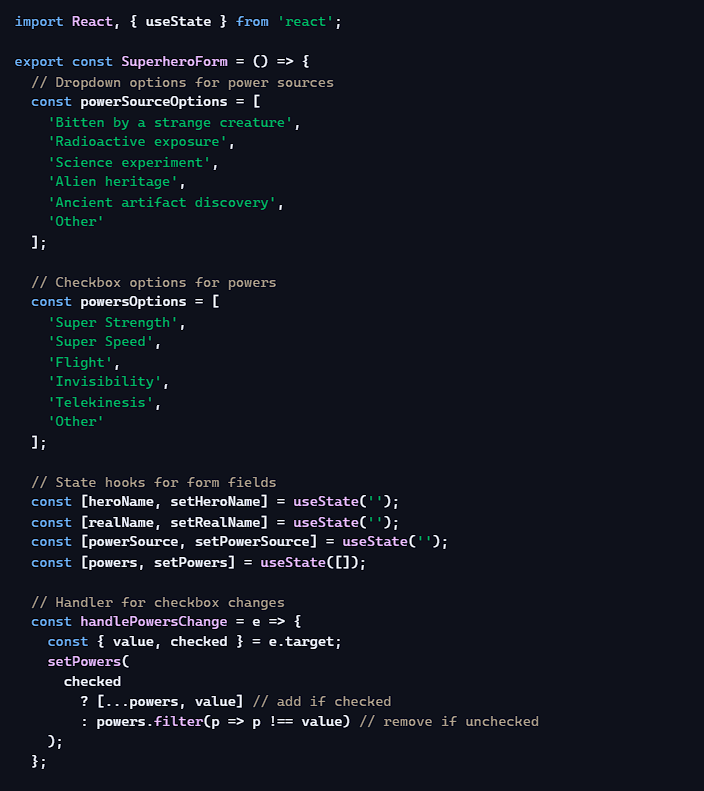 import React, { useState } from 'react';

export const SuperheroForm = () => {
  // Dropdown options for power sources
  const powerSourceOptions = [
    'Bitten by a strange creature',
    'Radioactive exposure',
    'Science experiment',
    'Alien heritage',
    'Ancient artifact discovery',
    'Other'
  ];

  // Checkbox options for powers
  const powersOptions = [
    'Super Strength',
    'Super Speed',
    'Flight',
    'Invisibility',
    'Telekinesis',
    'Other'
  ];

  // State hooks for form fields
  const [heroName, setHeroName] = useState('');
  const [realName, setRealName] = useState('');
  const [powerSource, setPowerSource] = useState('');
  const [powers, setPowers] = useState([]);

  // Handler for checkbox changes
  const handlePowersChange = e => {
    const { value, checked } = e.target;
    setPowers(
      checked
        ? [...powers, value] // add if checked
        : powers.filter(p => p !== value) // remove if unchecked
    );
  };